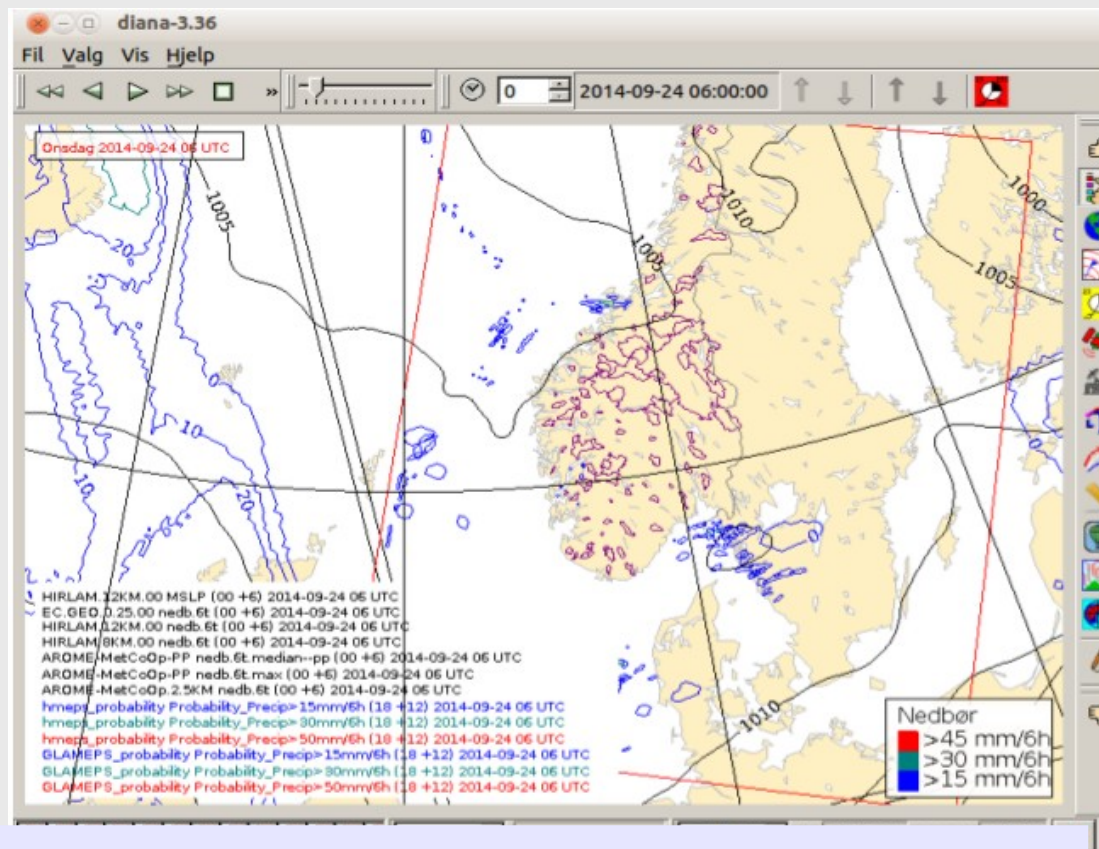 diana-3.36
Fil Valg Vis Hjelp
» 0 2014-09-24 06:00:00
Onsdag 2014-09-24 06 UTC
1005
1010
1000
1005
1005
20
0
10
10
20
0
1010
HIRLAM.12KM.00 MSLP (00 +6) 2014-09-24 06 UTC
EC.GEO.0.25.00 nedb.6t (00 +6) 2014-09-24 06 UTC
HIRLAM.12KM.00 nedb.6t (00 +6) 2014-09-24 06 UTC
HIRLAM.8KM.00 nedb.6t (00 +6) 2014-09-24 06 UTC
AROME-MetCoOp-PP nedb.6t.median--pp (00 +6) 2014-09-24 06 UTC
AROME-MetCoOp-PP nedb.6t.max (00 +6) 2014-09-24 06 UTC
AROME-MetCoOp.2.5KM nedb.6t (00 +6) 2014-09-24 06 UTC
hmeps_probability Probability_Precip>15mm/6h (18 +12) 2014-09-24 06 UTC
hmeps_probability Probability_Precip>30mm/6h (18 +12) 2014-09-24 06 UTC
hmeps_probability Probability_Precip>50mm/6h (18 +12) 2014-09-24 06 UTC
GLAMEPS_probability Probability_Precip>15mm/6h (18 +12) 2014-09-24 06 UTC
GLAMEPS_probability Probability_Precip>30mm/6h (18 +12) 2014-09-24 06 UTC
GLAMEPS_probability Probability_Precip>50mm/6h (18 +12) 2014-09-24 06 UTC
Nedbør
>45 mm/6h
>30 mm/6h
>15 mm/6h